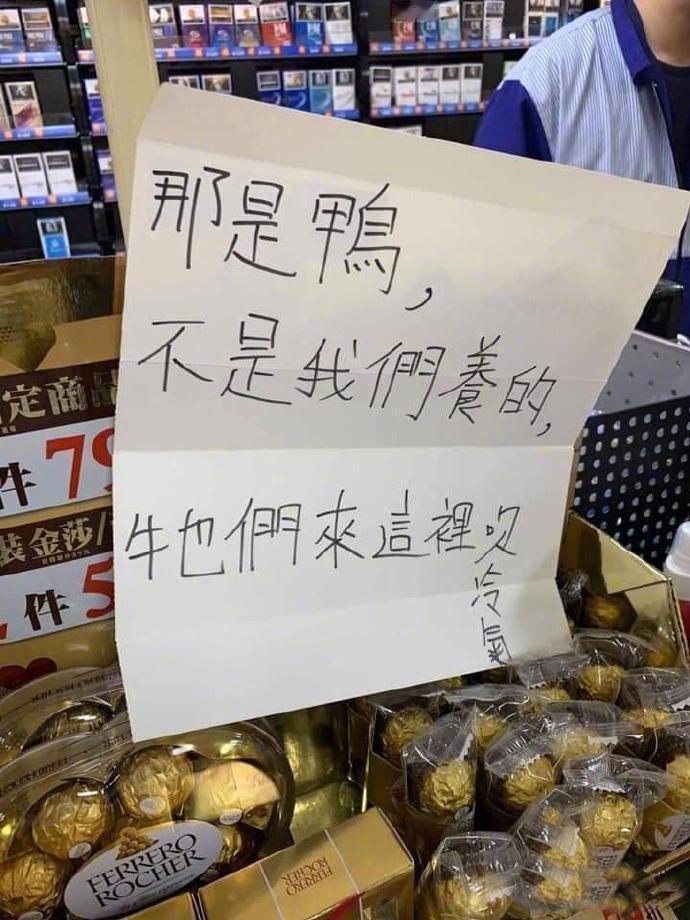 那是鴨,
不是我們養的,
牠們來這裡吹
冷氣
定商品
件 79
裝金莎/
件 5
FERRERO
ROCHER
FERRERO
ROCHER